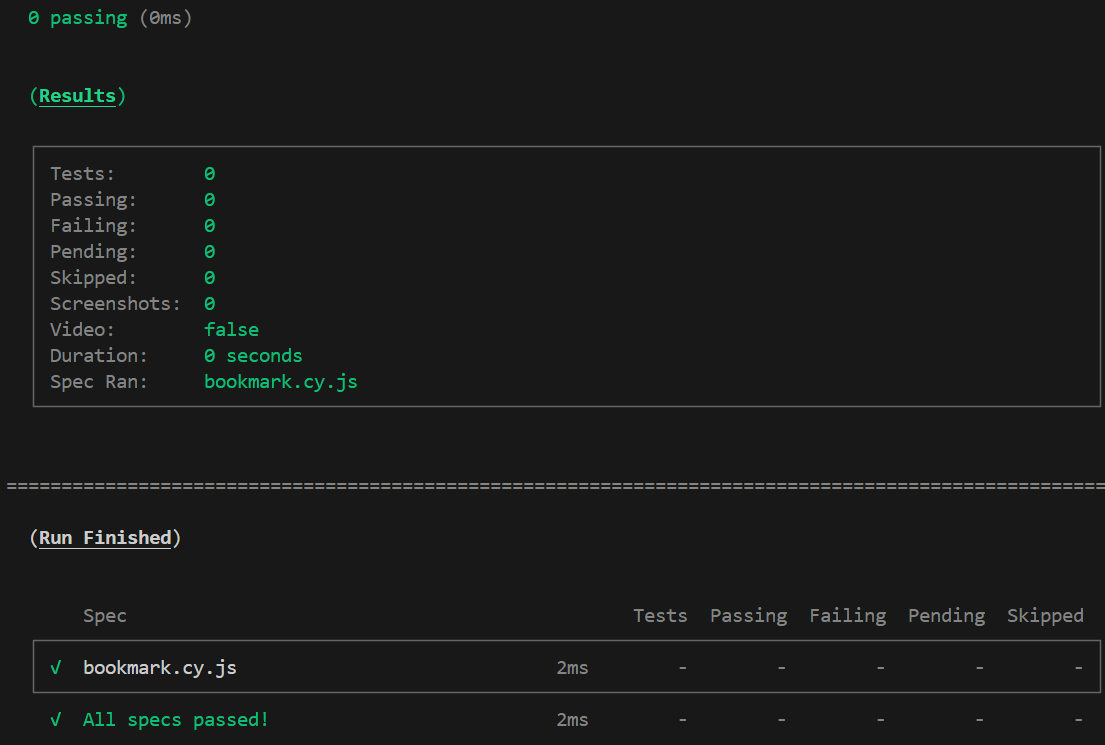 0 passing (0ms)
(Results)
Tests: 0
Passing: 0
Failing: 0
Pending: 0
Skipped: 0
Screenshots: 0
Video: false
Duration: 0 seconds
Spec Ran: bookmark.cy.js
====================================================================================================
(Run Finished)
Spec Tests Passing Failing Pending Skipped
√ bookmark.cy.js 2ms - - - - -
√ All specs passed! 2ms - - - - -